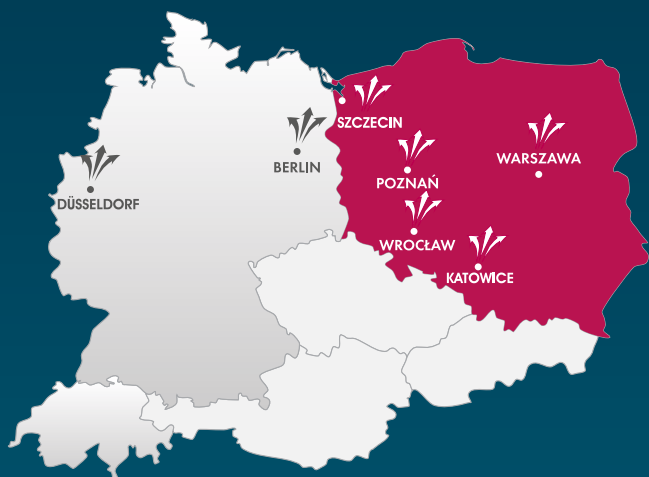 SZCZECIN
BERLIN
WARSZAWA
POZNAŃ
DÜSSELDORF
WROCŁAW
KATOWICE